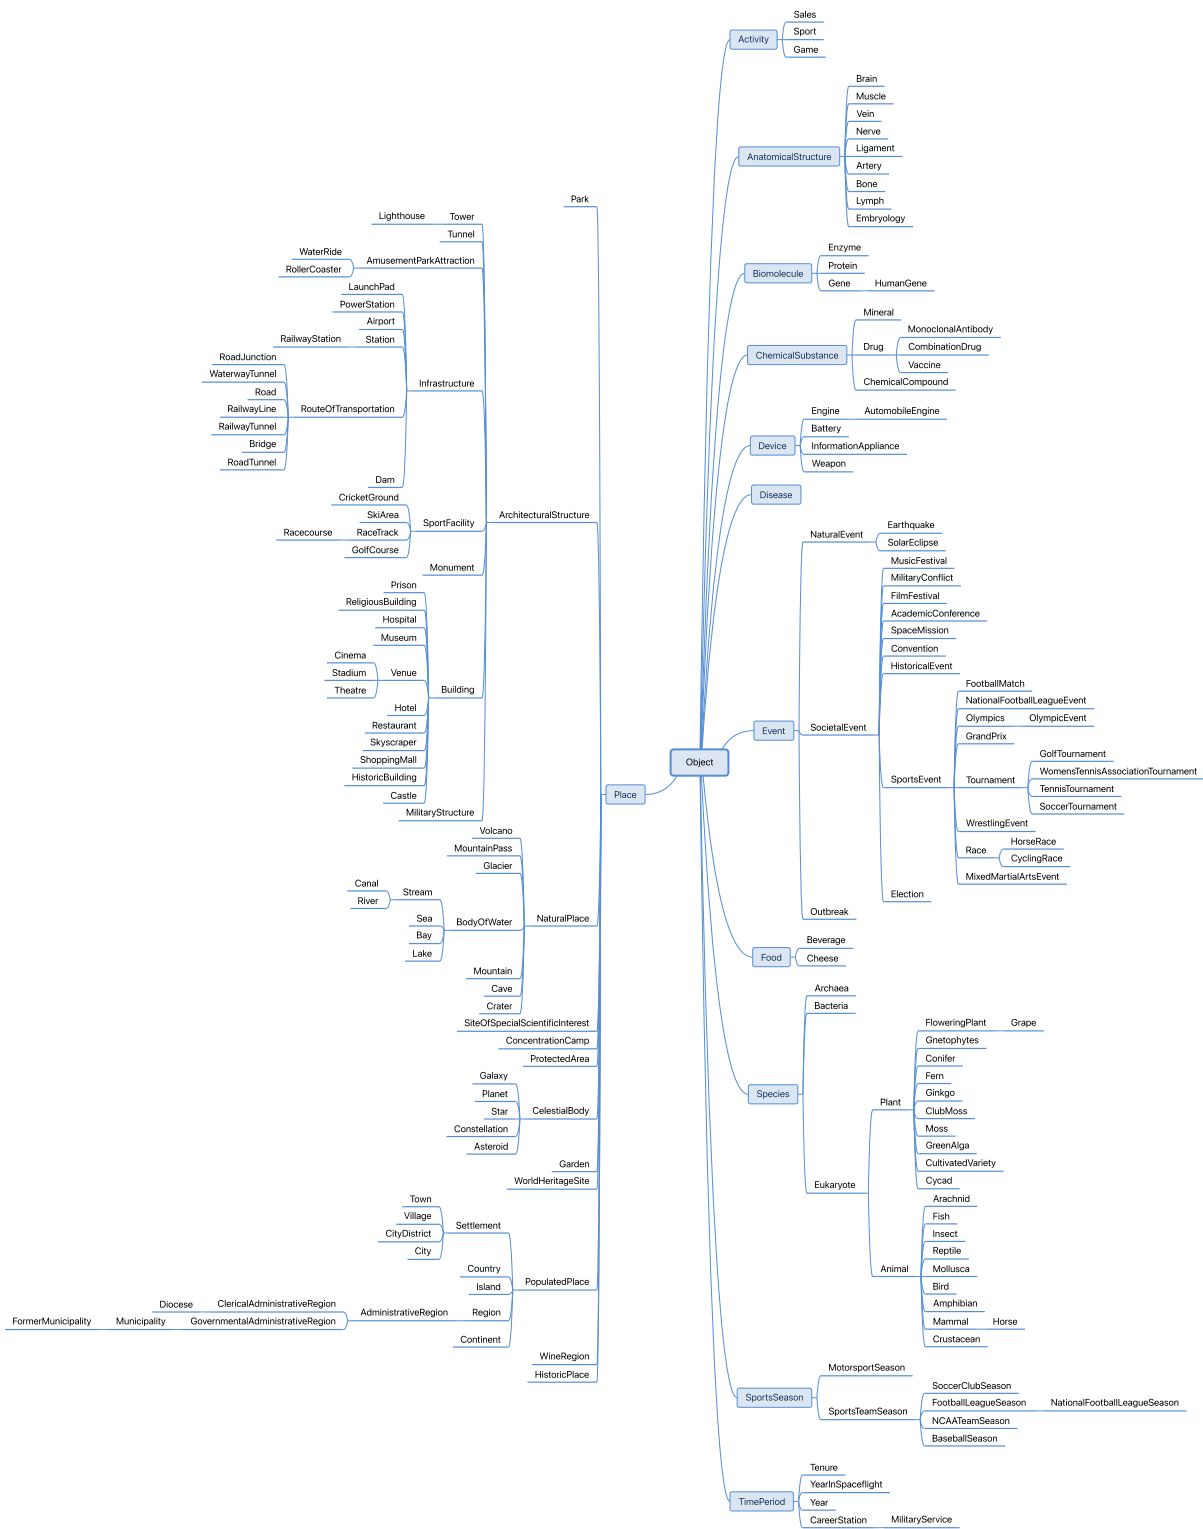 Object
Activity
Sales
Sport
Game
AnatomicalStructure
Brain
Muscle
Vein
Nerve
Ligament
Artery
Bone
Lymph
Embryology
Biomolecule
Enzyme
Protein
Gene
HumanGene
ChemicalSubstance
Mineral
Drug
MonoclonalAntibody
CombinationDrug
Vaccine
ChemicalCompound
Device
Engine
AutomobileEngine
Battery
InformationAppliance
Weapon
Disease
Event
NaturalEvent
Earthquake
SolarEclipse
SocietalEvent
MusicFestival
MilitaryConflict
FilmFestival
AcademicConference
SpaceMission
Convention
HistoricalEvent
SportsEvent
FootballMatch
NationalFootballLeagueEvent
Olympics
OlympicEvent
GrandPrix
Tournament
GolfTournament
WomensTennisAssociationTournament
TennisTournament
SoccerTournament
WrestlingEvent
Race
HorseRace
CyclingRace
MixedMartialArtsEvent
Election
Outbreak
Food
Beverage
Cheese
Species
Archaea
Bacteria
Eukaryote
Plant
FloweringPlant
Grape
Gnetophytes
Conifer
Fern
Ginkgo
ClubMoss
Moss
GreenAlga
CultivatedVariety
Cycad
Animal
Arachnid
Fish
Insect
Reptile
Mollusca
Bird
Amphibian
Mammal
Horse
Crustacean
SportsSeason
MotorsportSeason
SportsTeamSeason
SoccerClubSeason
FootballLeagueSeason
NationalFootballLeagueSeason
NCAATeamSeason
BaseballSeason
TimePeriod
Tenure
YearInSpaceflight
Year
CareerStation
MilitaryService
Place
Park
ArchitecturalStructure
Tower
Lighthouse
Tunnel
AmusementParkAttraction
WaterRide
RollerCoaster
Infrastructure
LaunchPad
PowerStation
Airport
Station
RailwayStation
RouteOfTransportation
RoadJunction
WaterwayTunnel
Road
RailwayLine
RailwayTunnel
Bridge
RoadTunnel
Dam
SportFacility
CricketGround
SkiArea
RaceTrack
Racecourse
GolfCourse
Monument
Building
Prison
ReligiousBuilding
Hospital
Museum
Venue
Cinema
Stadium
Theatre
Hotel
Restaurant
Skyscraper
ShoppingMall
HistoricBuilding
Castle
MilitaryStructure
NaturalPlace
Volcano
MountainPass
Glacier
BodyOfWater
Stream
Canal
River
Sea
Bay
Lake
Mountain
Cave
Crater
SiteOfSpecialScientificInterest
ConcentrationCamp
ProtectedArea
CelestialBody
Galaxy
Planet
Star
Constellation
Asteroid
Garden
WorldHeritageSite
PopulatedPlace
Settlement
Town
Village
CityDistrict
City
Country
Island
Region
AdministrativeRegion
ClericalAdministrativeRegion
Diocese
GovernmentalAdministrativeRegion
Municipality
FormerMunicipality
Continent
WineRegion
HistoricPlace